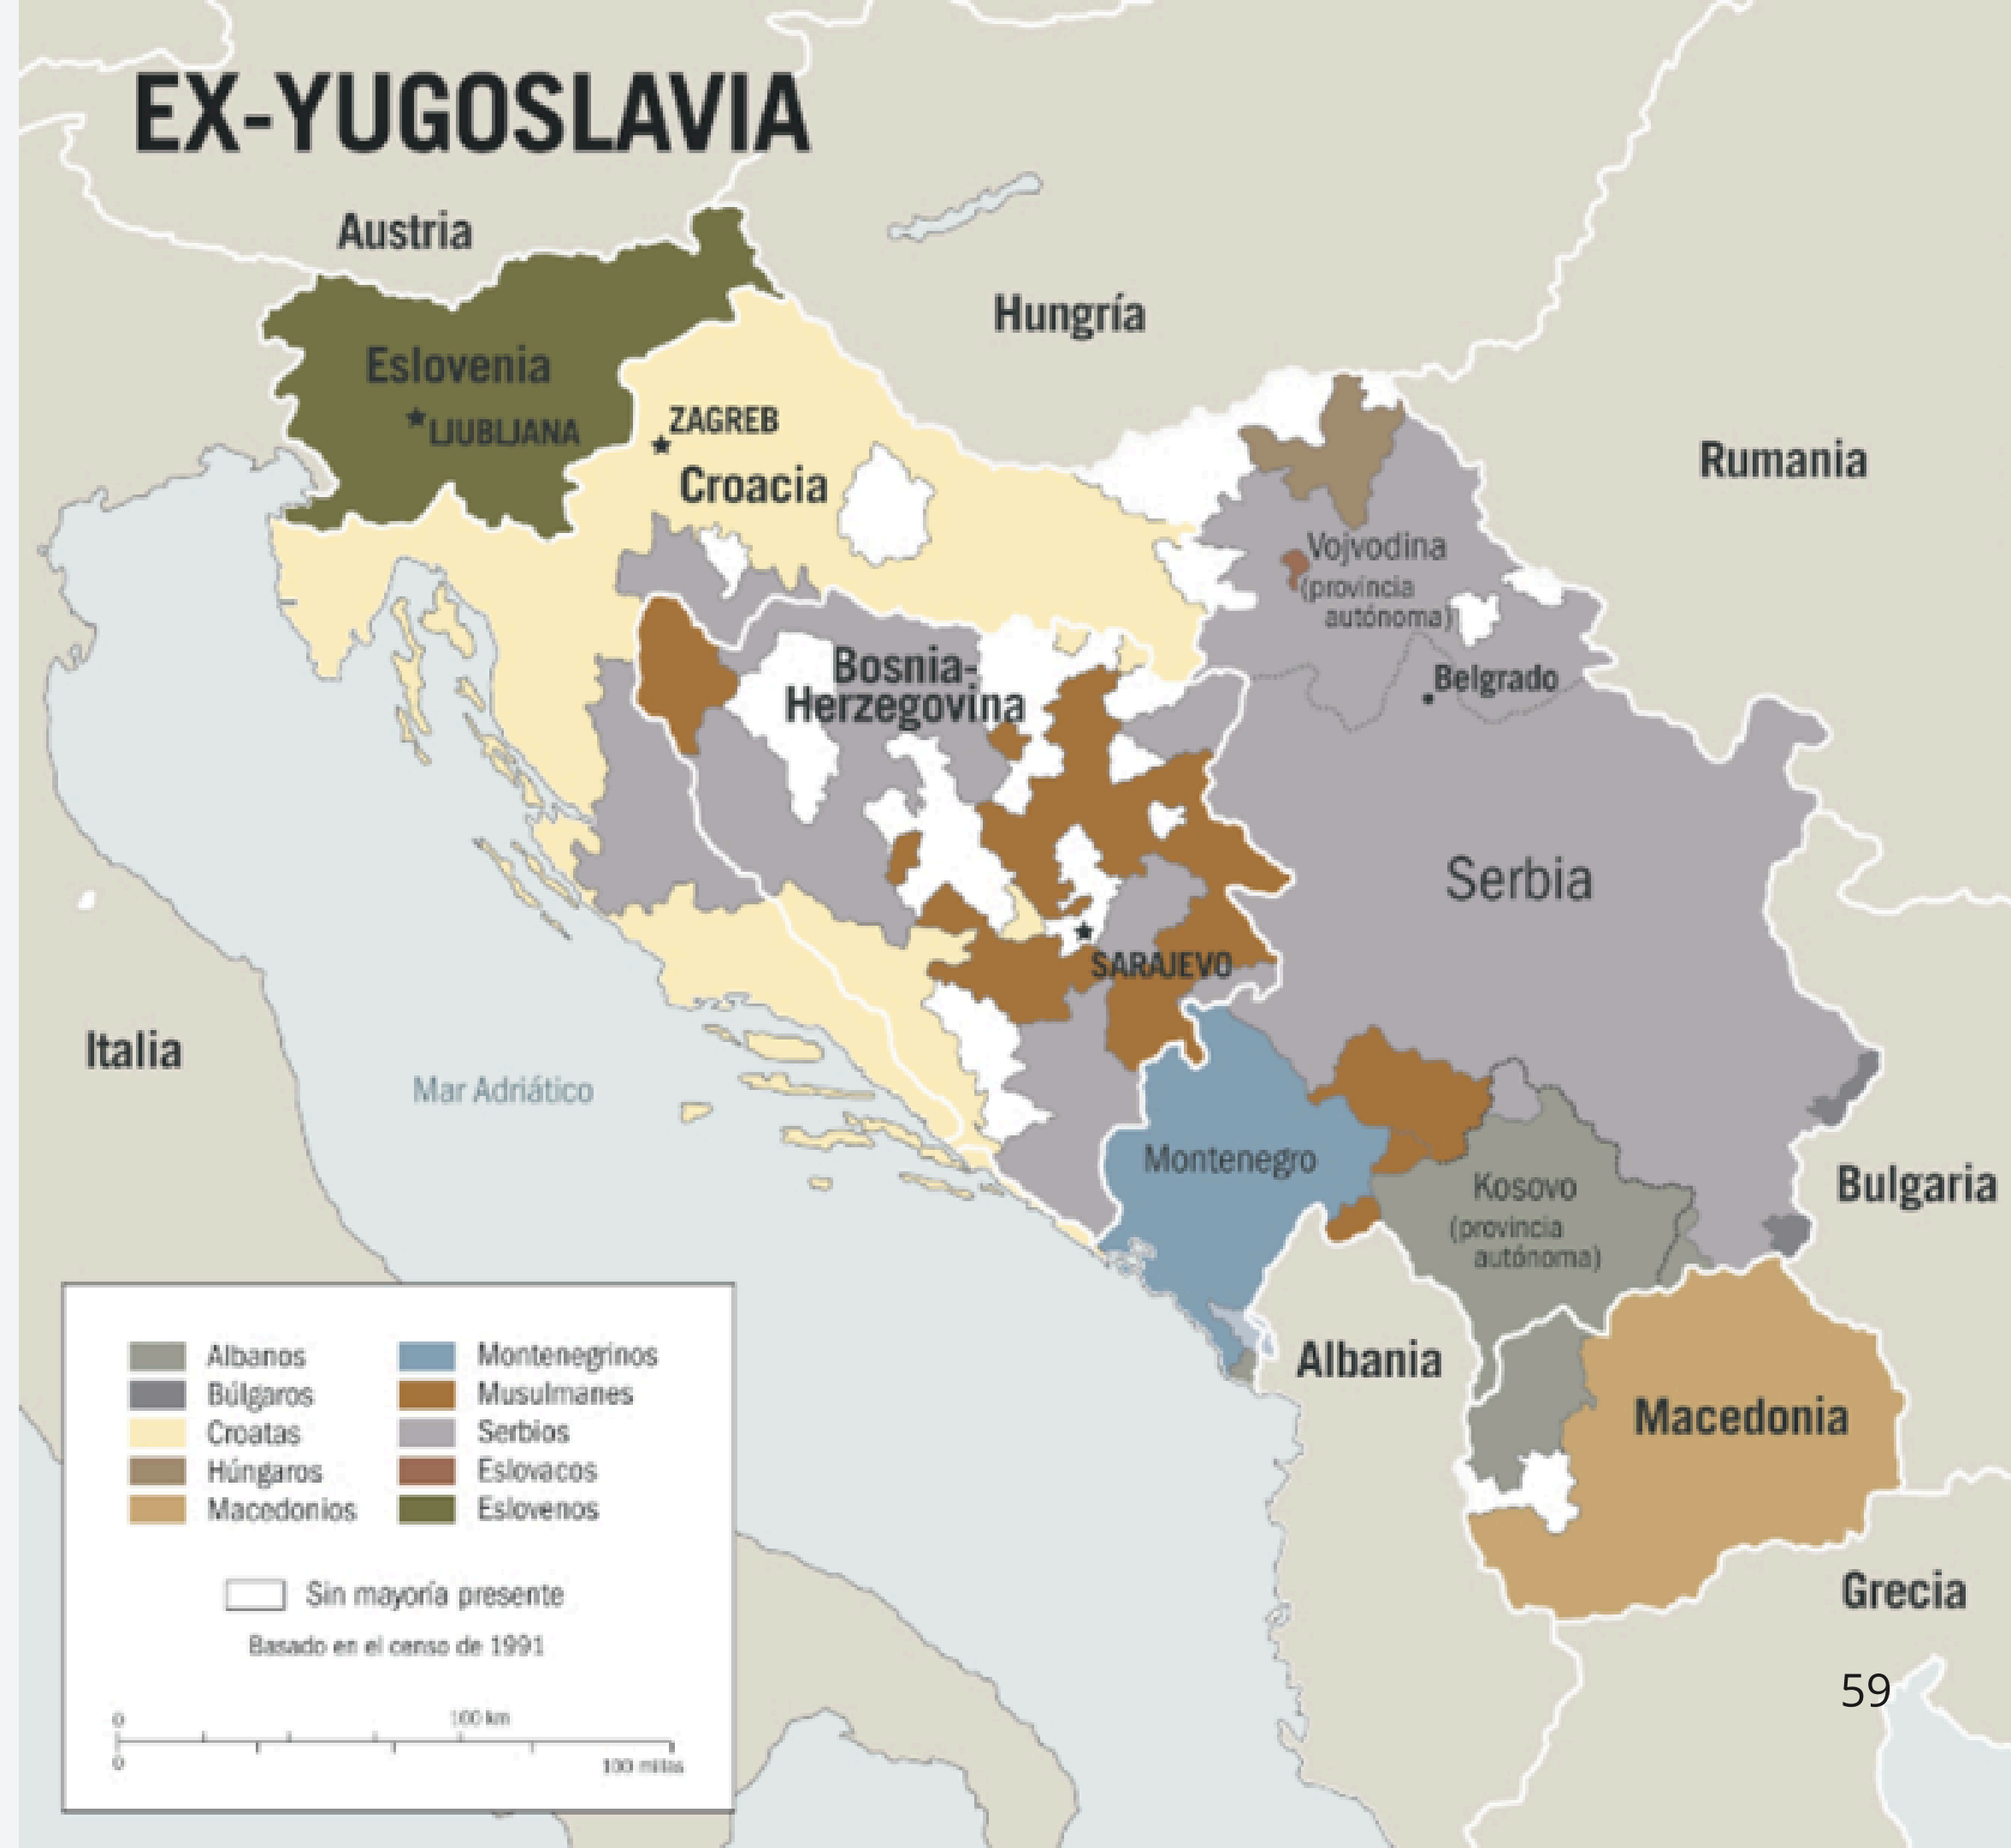 EX-YUGOSLAVIA
Austria
Hungría
Eslovenia
LJUBLJANA
ZAGREB
Croacia
Rumania
Vojvodina
(provincia
autónoma)
Belgrado
Bosnia-
Herzegovina
Serbia
SARAJEVO
Italia
Mar Adriático
Montenegro
Kosovo
(provincia
autónoma)
Bulgaria
Albania
Macedonia
Grecia
59
Albanos
Búlgaros
Croatas
Húngaros
Macedonios
Montenegrinos
Musulmanes
Serbios
Eslovacos
Eslovenos
Sin mayoría presente
Basado en el censo de 1991
0 100 km
0 100 millas